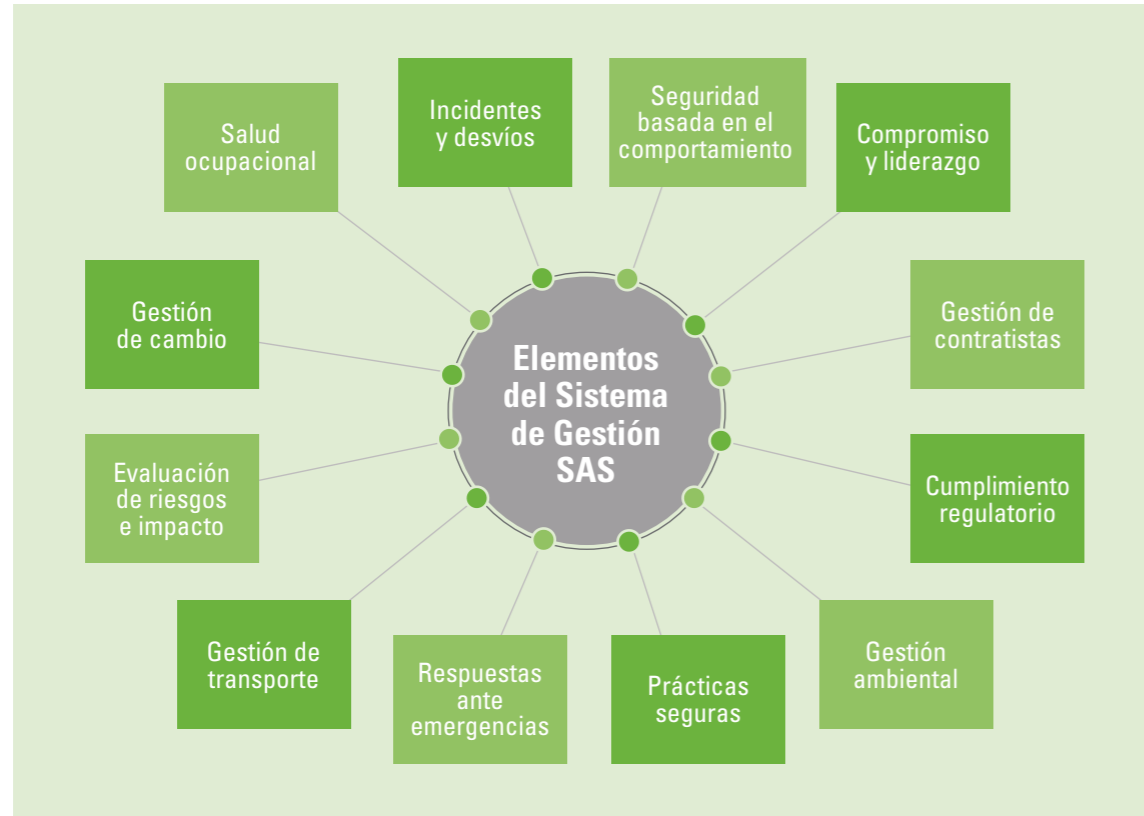 Salud
ocupacional
Incidentes
y desvíos
Seguridad
basada en el
comportamiento
Compromiso
y liderazgo
Gestión
de cambio
Gestión de
contratistas
Elementos
del Sistema
de Gestión
SAS
Evaluación
de riesgos
e impacto
Cumplimiento
regulatorio
Gestión de
transporte
Respuestas
ante
emergencias
Prácticas
seguras
Gestión
ambiental